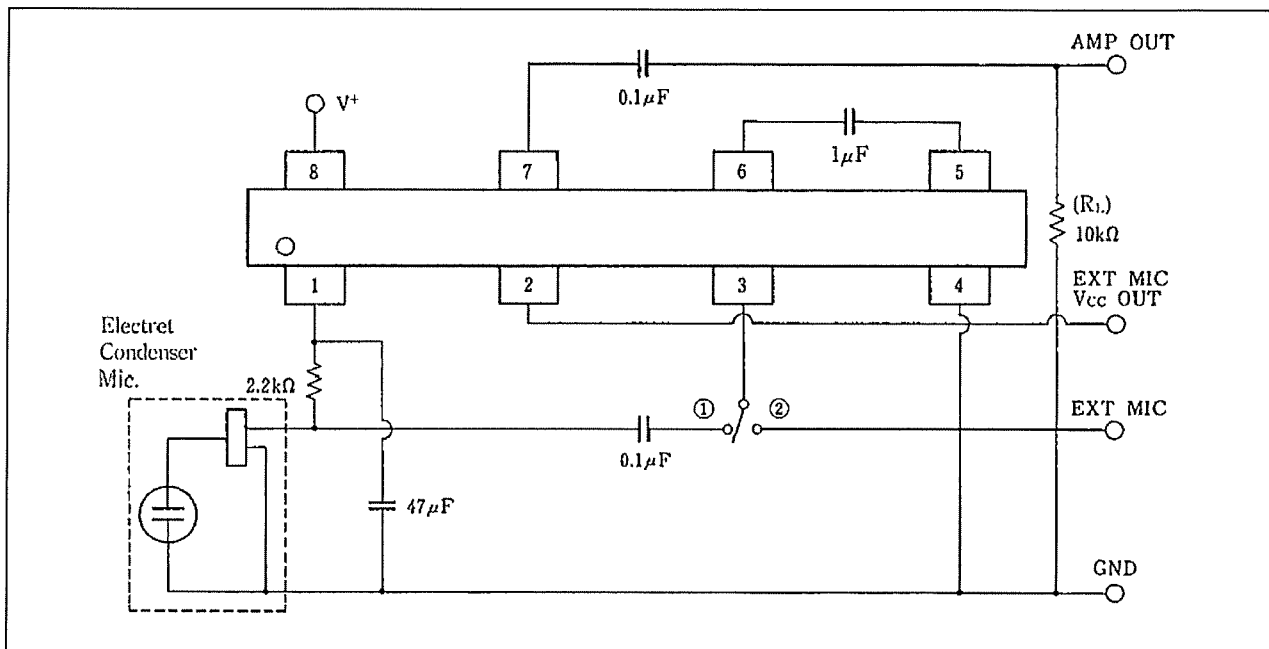 AMP OUT
0.1μF
V+
1μF
8
7
6
5
(RL)
10kΩ
1
2
3
4
EXT MIC
Vcc OUT
Electret
Condenser
Mic.
2.2kΩ
① ②
EXT MIC
0.1μF
47μF
GND